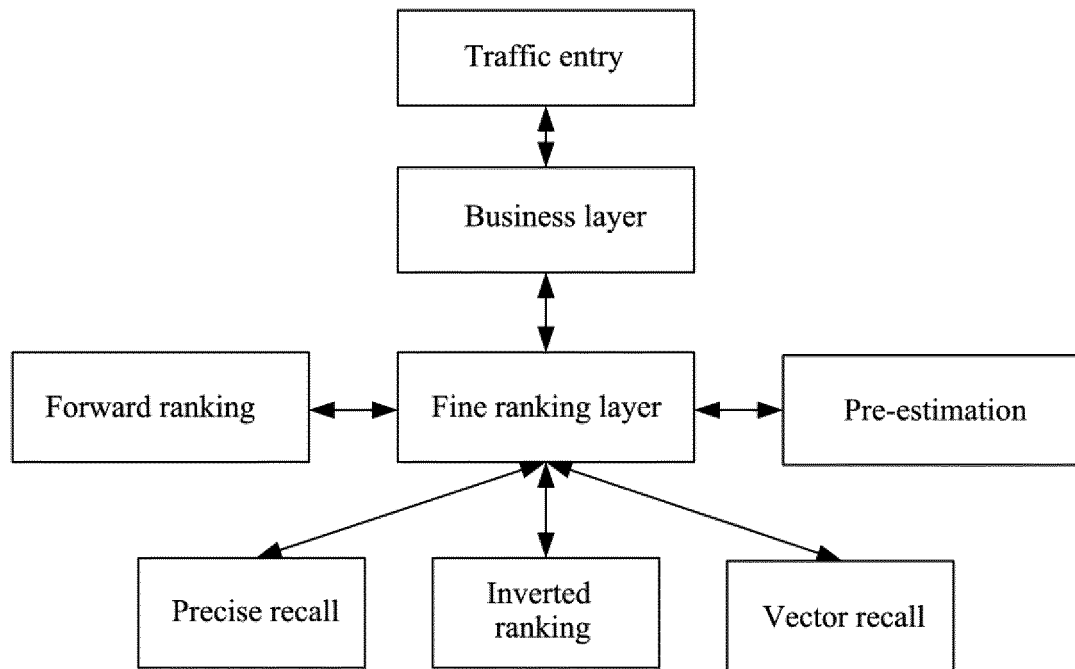 Traffic entry
Business layer
Forward ranking
Fine ranking layer
Pre-estimation
Precise recall
Inverted
ranking
Vector recall